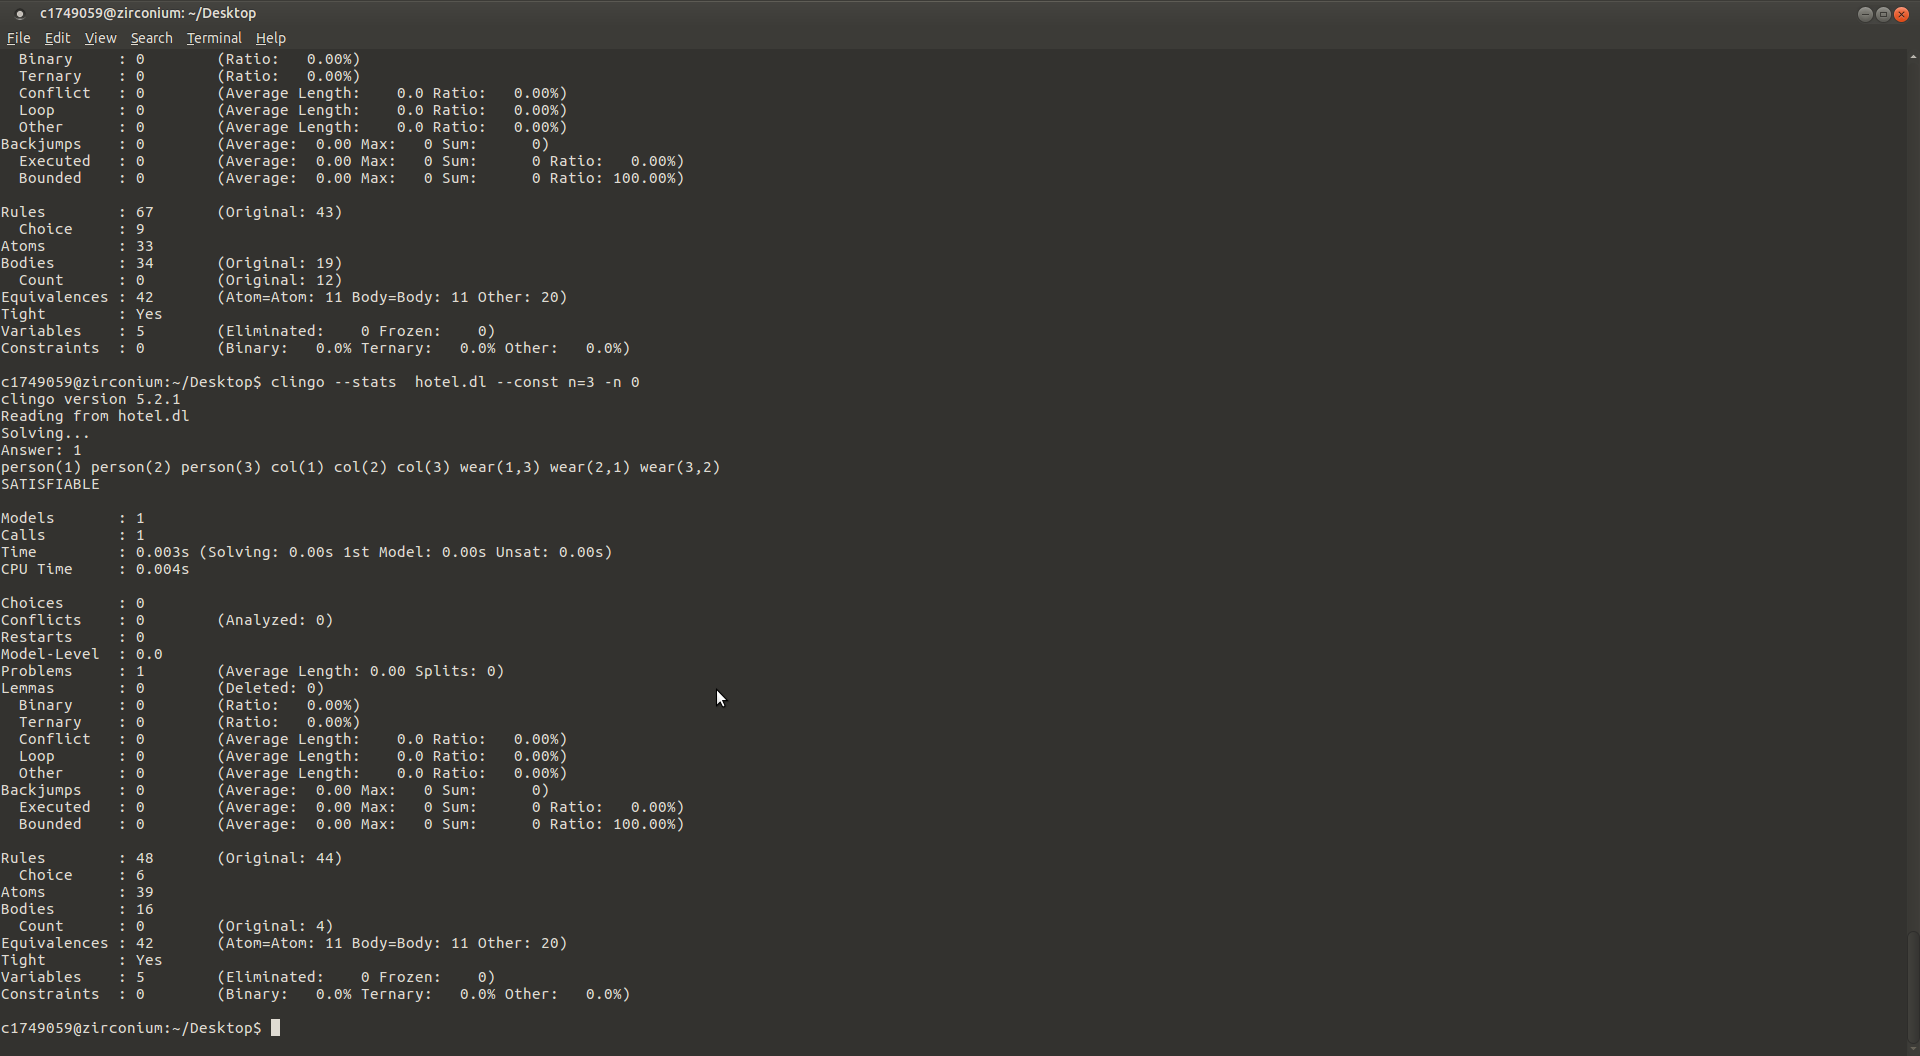 c1749059@zirconium: ~/Desktop
File Edit View Search Terminal Help
  Binary     : 0        (Ratio:   0.00%)
  Ternary    : 0        (Ratio:   0.00%)
  Conflict   : 0        (Average Length:    0.0 Ratio:   0.00%)
  Loop       : 0        (Average Length:    0.0 Ratio:   0.00%)
  Other      : 0        (Average Length:    0.0 Ratio:   0.00%)
Backjumps    : 0        (Average:  0.00 Max:   0 Sum:      0)
  Executed   : 0        (Average:  0.00 Max:   0 Sum:      0 Ratio:   0.00%)
  Bounded    : 0        (Average:  0.00 Max:   0 Sum:      0 Ratio: 100.00%)

Rules        : 67       (Original: 43)
  Choice     : 9
Atoms        : 33
Bodies       : 34       (Original: 19)
  Count      : 0        (Original: 12)
Equivalences : 42       (Atom=Atom: 11 Body=Body: 11 Other: 20)
Tight        : Yes
Variables    : 5        (Eliminated:    0 Frozen:    0)
Constraints  : 0        (Binary:   0.0% Ternary:   0.0% Other:   0.0%)

c1749059@zirconium:~/Desktop$ clingo --stats  hotel.dl --const n=3 -n 0
clingo version 5.2.1
Reading from hotel.dl
Solving...
Answer: 1
person(1) person(2) person(3) col(1) col(2) col(3) wear(1,3) wear(2,1) wear(3,2)
SATISFIABLE

Models       : 1
Calls        : 1
Time         : 0.003s (Solving: 0.00s 1st Model: 0.00s Unsat: 0.00s)
CPU Time     : 0.004s

Choices      : 0
Conflicts    : 0        (Analyzed: 0)
Restarts     : 0
Model-Level  : 0.0
Problems     : 1        (Average Length: 0.00 Splits: 0)
Lemmas       : 0        (Deleted: 0)
  Binary     : 0        (Ratio:   0.00%)
  Ternary    : 0        (Ratio:   0.00%)
  Conflict   : 0        (Average Length:    0.0 Ratio:   0.00%)
  Loop       : 0        (Average Length:    0.0 Ratio:   0.00%)
  Other      : 0        (Average Length:    0.0 Ratio:   0.00%)
Backjumps    : 0        (Average:  0.00 Max:   0 Sum:      0)
  Executed   : 0        (Average:  0.00 Max:   0 Sum:      0 Ratio:   0.00%)
  Bounded    : 0        (Average:  0.00 Max:   0 Sum:      0 Ratio: 100.00%)

Rules        : 48       (Original: 44)
  Choice     : 6
Atoms        : 39
Bodies       : 16
  Count      : 0        (Original: 4)
Equivalences : 42       (Atom=Atom: 11 Body=Body: 11 Other: 20)
Tight        : Yes
Variables    : 5        (Eliminated:    0 Frozen:    0)
Constraints  : 0        (Binary:   0.0% Ternary:   0.0% Other:   0.0%)

c1749059@zirconium:~/Desktop$